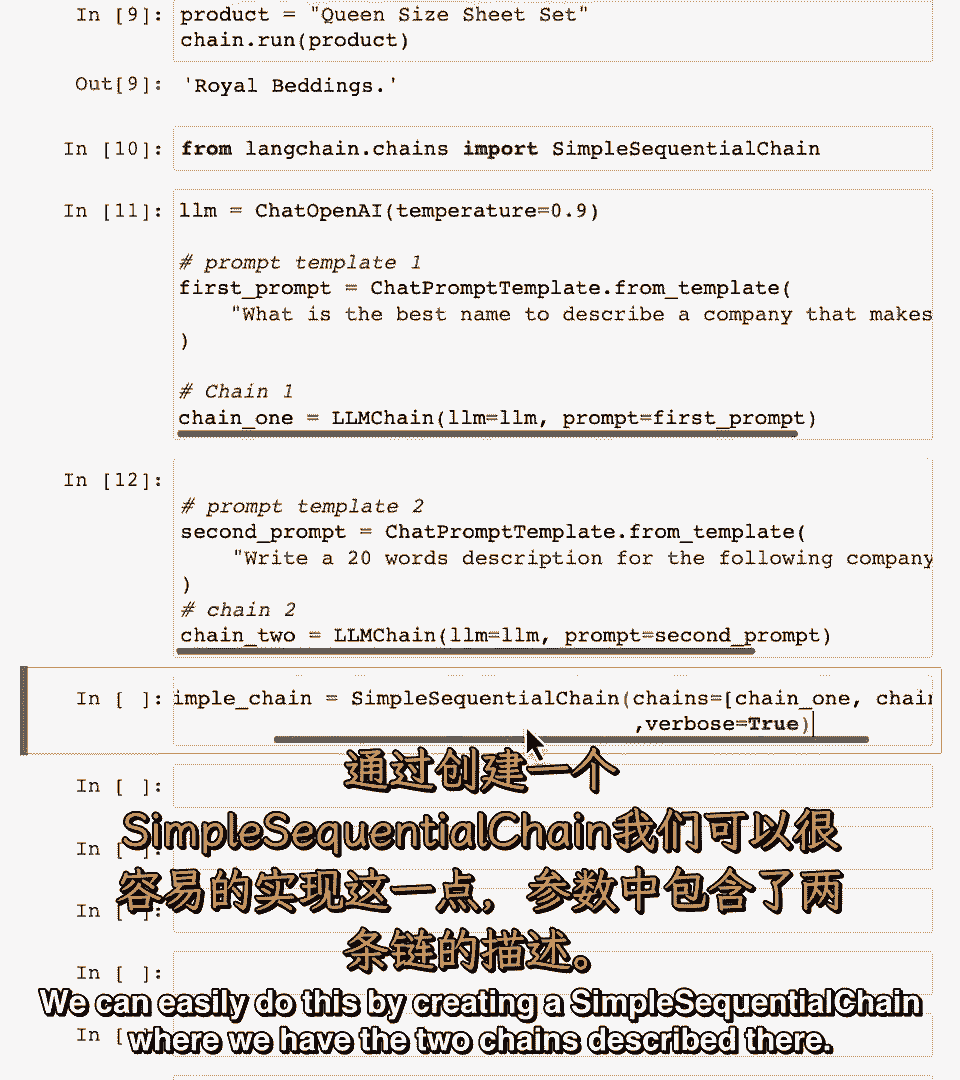 In [9]: product = "Queen Size Sheet Set"
chain.run(product)
Out[9]: 'Royal Beddings.'
In [10]: from langchain.chains import SimpleSequentialChain
In [11]: llm = ChatOpenAI(temperature=0.9)
# prompt template 1
first_prompt = ChatPromptTemplate.from_template(
"What is the best name to describe a company that makes
)
# Chain 1
chain_one = LLMChain(llm=llm, prompt=first_prompt)
In [12]:
# prompt template 2
second_prompt = ChatPromptTemplate.from_template(
"Write a 20 words description for the following company
)
# chain 2
chain_two = LLMChain(llm=llm, prompt=second_prompt)
In [ ]: imple_chain = SimpleSequentialChain(chains=[chain_one, chai
,verbose=True)
In [ ]:
通过创建一个
In [ ]:
SimpleSequentialChain我们可以很
In [ ]:
容易的实现这一点，参数中包含了两
条链的描述。
In [ ]:
We can easily do this by creating a SimpleSequentialChain
In [
where we have the two chains described there.